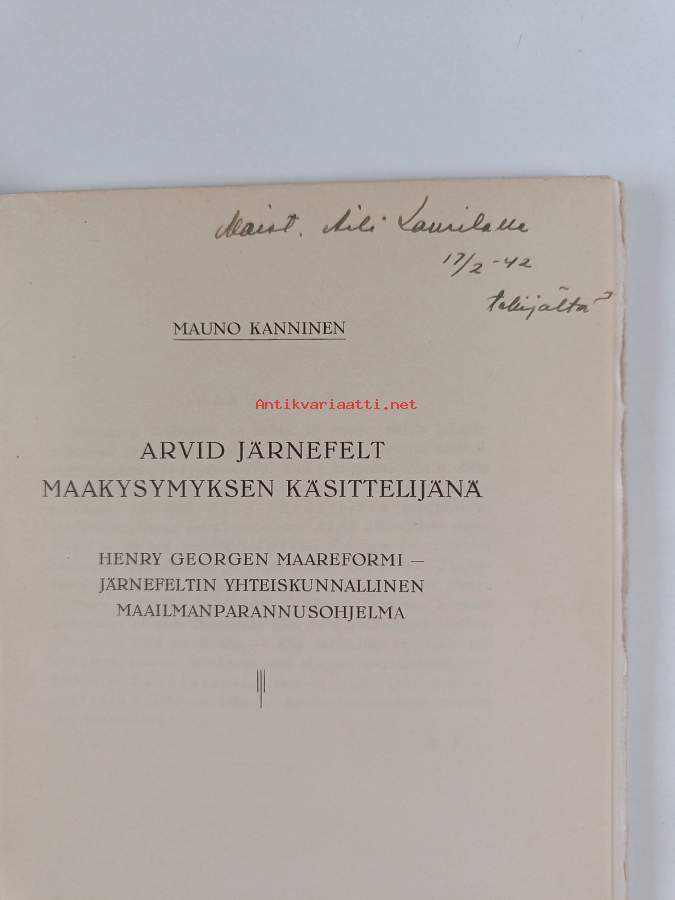 Maist. Aili Laurilalle
17/2 -42
tekijältä
MAUNO KANNINEN
Antikvariaatti.net
ARVID JÄRNEFELT
MAAKYSYMYKSEN KÄSITTELIJÄNÄ
HENRY GEORGEN MAAREFORMI —
JÄRNEFELTIN YHTEISKUNNALLINEN
MAAILMANPARANNUSOHJELMA